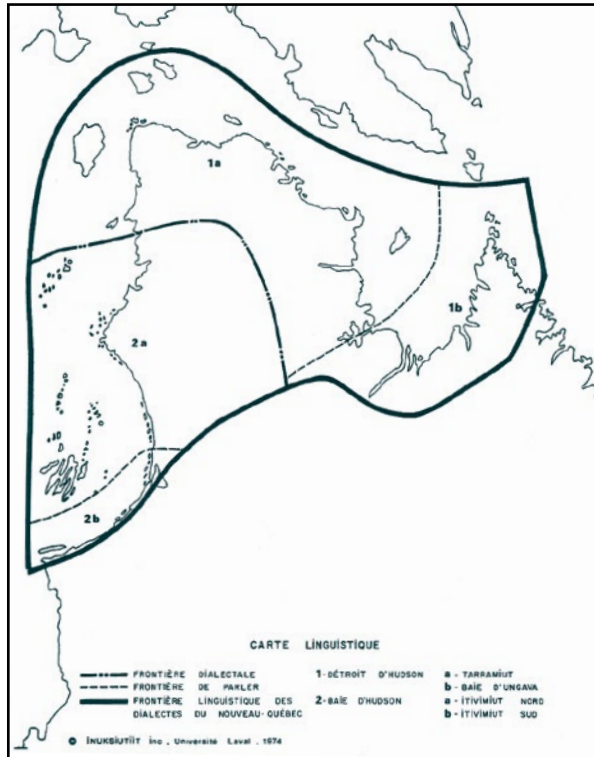 1a
1b
2a
2b
CARTE LINGUISTIQUE
FRONTIÈRE DIALECTALE
FRONTIÈRE DE PARLER
FRONTIÈRE LINGUISTIQUE DES
DIALECTES DU NOUVEAU-QUÉBEC
1-DÉTROIT D'HUDSON
a - TARRAMIUT
b - BAIE D'UNGAVA
2-BAIE D'HUDSON
a - ITIVIMIUT NORD
b - ITIVIMIUT SUD
© INUKSIUTIIT Inc, Université Laval, 1974